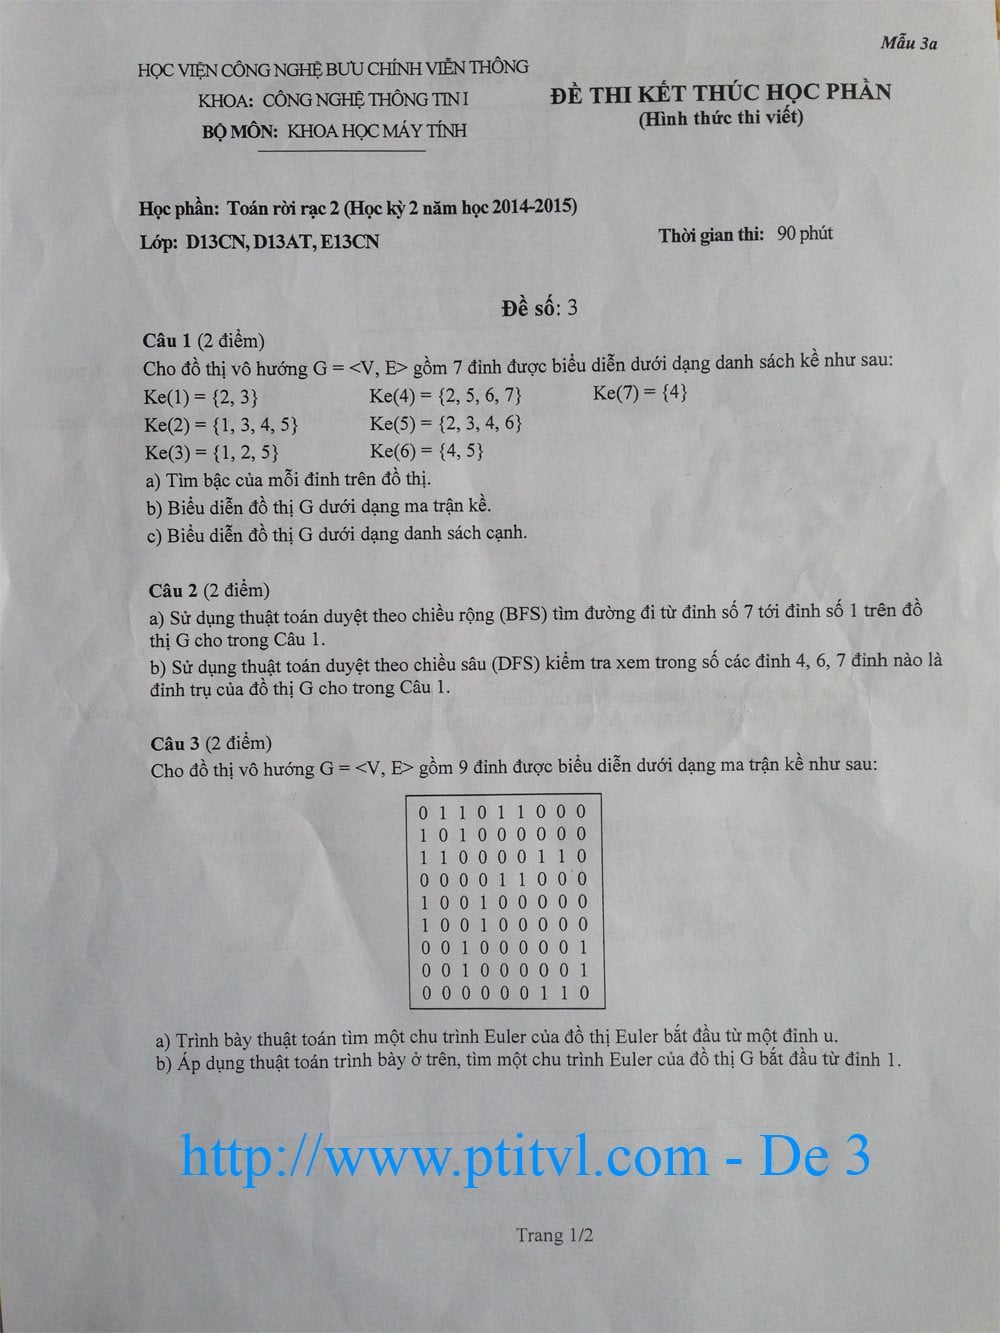 Mẫu 3a
HỌC VIỆN CÔNG NGHỆ BƯU CHÍNH VIỄN THÔNG
KHOA: CÔNG NGHỆ THÔNG TIN I
BỘ MÔN: KHOA HỌC MÁY TÍNH
ĐỀ THI KẾT THÚC HỌC PHẦN
(Hình thức thi viết)
Học phần: Toán rời rạc 2 (Học kỳ 2 năm học 2014-2015)
Lớp: D13CN, D13AT, E13CN
Thời gian thi: 90 phút
Đề số: 3
Câu 1 (2 điểm)
Cho đồ thị vô hướng G = <V, E> gồm 7 đỉnh được biểu diễn dưới dạng danh sách kề như sau:
Ke(1) = {2, 3} Ke(4) = {2, 5, 6, 7} Ke(7) = {4}
Ke(2) = {1, 3, 4, 5} Ke(5) = {2, 3, 4, 6}
Ke(3) = {1, 2, 5} Ke(6) = {4, 5}
a) Tìm bậc của mỗi đỉnh trên đồ thị.
b) Biểu diễn đồ thị G dưới dạng ma trận kề.
c) Biểu diễn đồ thị G dưới dạng danh sách cạnh.
Câu 2 (2 điểm)
a) Sử dụng thuật toán duyệt theo chiều rộng (BFS) tìm đường đi từ đỉnh số 7 tới đỉnh số 1 trên đồ
thị G cho trong Câu 1.
b) Sử dụng thuật toán duyệt theo chiều sâu (DFS) kiểm tra xem trong số các đỉnh 4, 6, 7 đỉnh nào là
đỉnh trụ của đồ thị G cho trong Câu 1.
Câu 3 (2 điểm)
Cho đồ thị vô hướng G = <V, E> gồm 9 đỉnh được biểu diễn dưới dạng ma trận kề như sau:
0 1 1 0 1 1 0 0 0
1 0 1 0 0 0 0 0 0
1 1 0 0 0 0 1 1 0
0 0 0 0 1 1 0 0 0
1 0 0 1 0 0 0 0 0
1 0 0 1 0 0 0 0 0
0 0 1 0 0 0 0 0 1
0 0 1 0 0 0 0 0 1
0 0 0 0 0 0 1 1 0
a) Trình bày thuật toán tìm một chu trình Euler của đồ thị Euler bắt đầu từ một đỉnh u.
b) Áp dụng thuật toán trình bày ở trên, tìm một chu trình Euler của đồ thị G bắt đầu từ đỉnh 1.
http://www.ptitvl.com - De 3
Trang 1/2